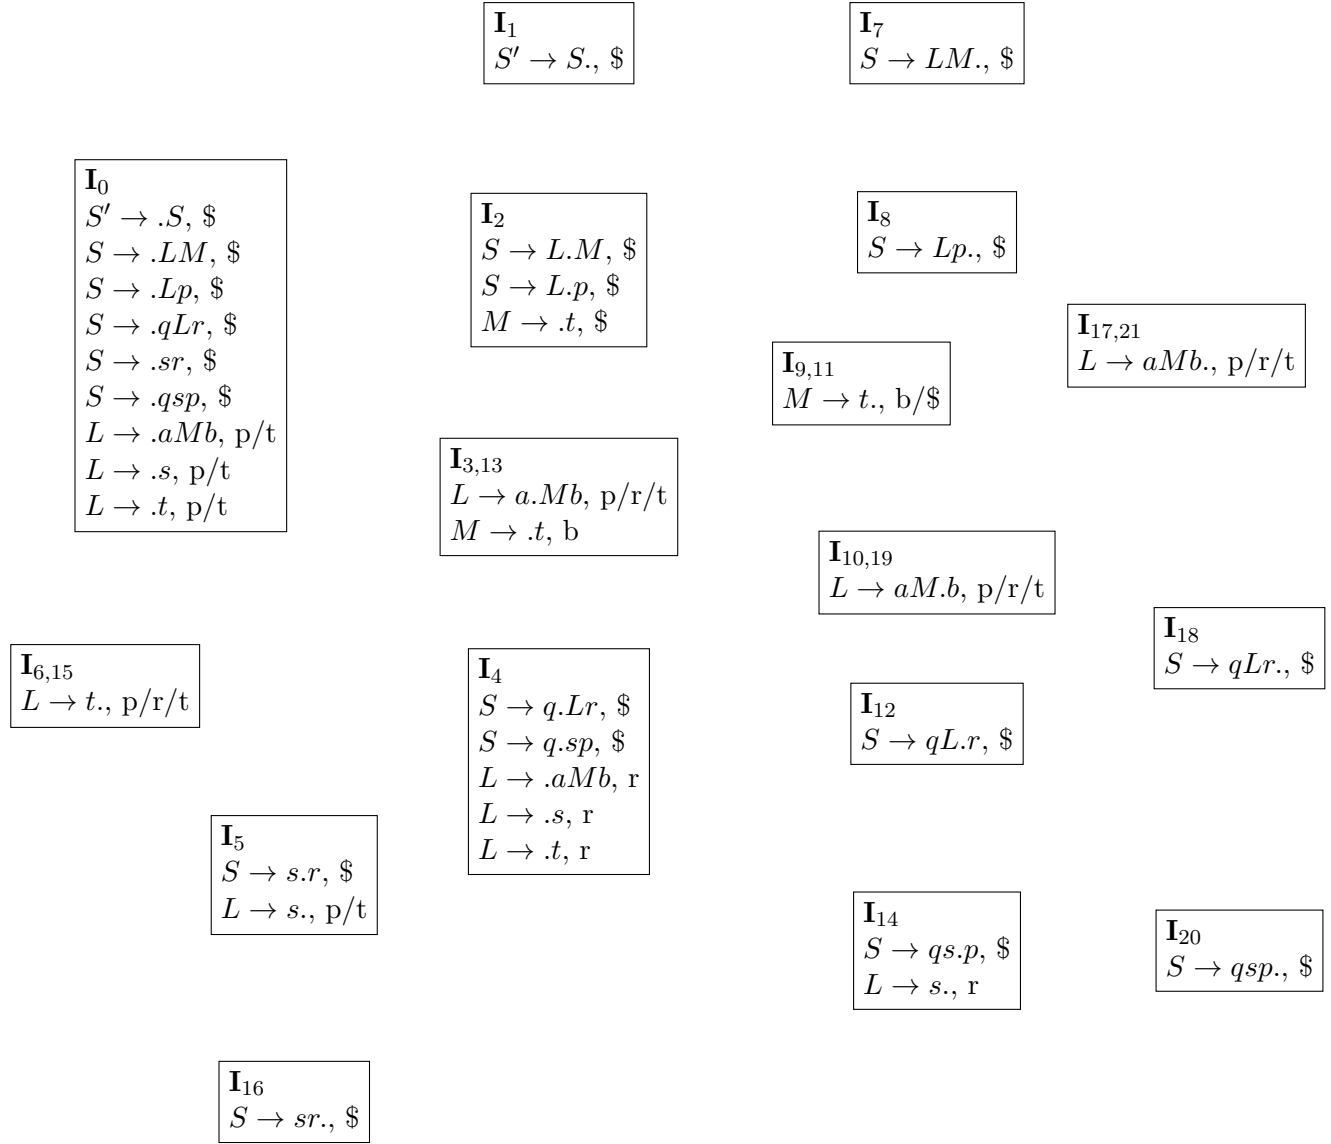 I₁
S′ → S., $
I₇
S → LM., $
I₀
S′ → .S, $
S → .LM, $
S → .Lp, $
S → .qLr, $
S → .sr, $
S → .qsp, $
L → .aMb, p/t
L → .s, p/t
L → .t, p/t
I₂
S → L.M, $
S → L.p, $
M → .t, $
I₈
S → Lp., $
I₁₇,₂₁
L → aMb., p/r/t
I₉,₁₁
M → t., b/$
I₃,₁₃
L → a.Mb, p/r/t
M → .t, b
I₁₀,₁₉
L → aM.b, p/r/t
I₁₈
S → qLr., $
I₆,₁₅
L → t., p/r/t
I₄
S → q.Lr, $
S → q.sp, $
L → .aMb, r
L → .s, r
L → .t, r
I₁₂
S → qL.r, $
I₅
S → s.r, $
L → s., p/t
I₁₄
S → qs.p, $
L → s., r
I₂₀
S → qsp., $
I₁₆
S → sr., $